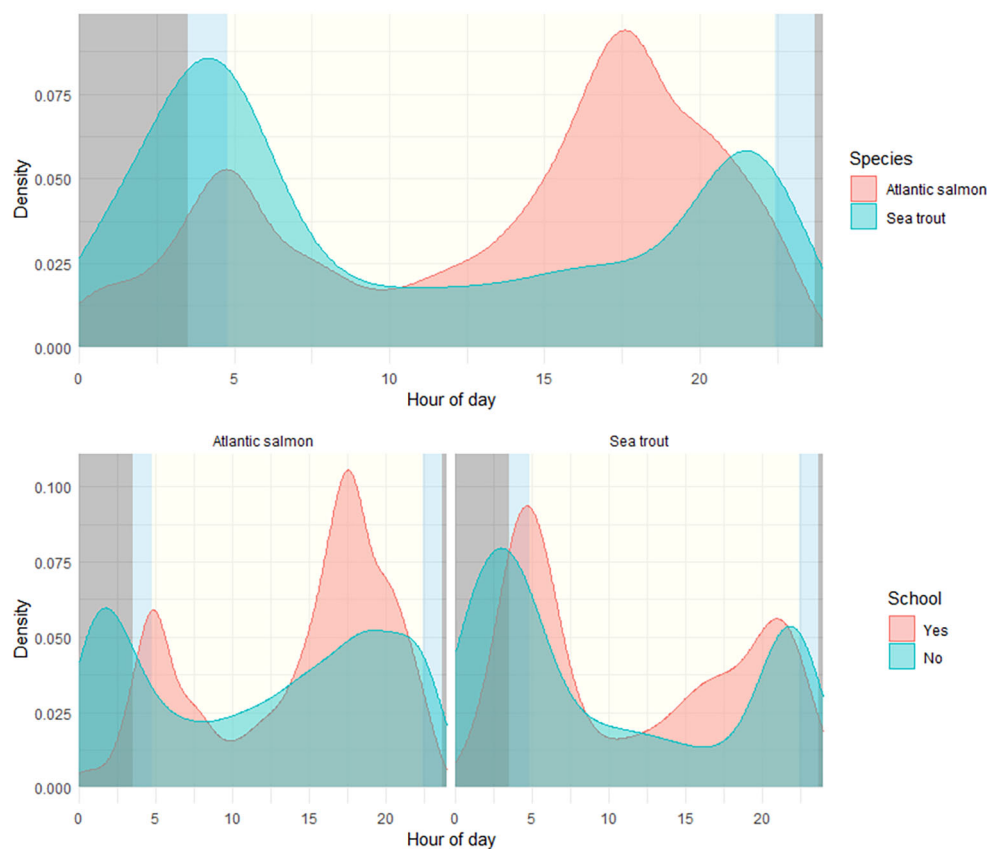 Density
0.075
0.050
0.025
0.000
0 5 10 15 20
Hour of day
Species
Atlantic salmon
Sea trout
Atlantic salmon Sea trout
Density
0.100
0.075
0.050
0.025
0.000
0 5 10 15 20 0 5 10 15 20
Hour of day
School
Yes
No